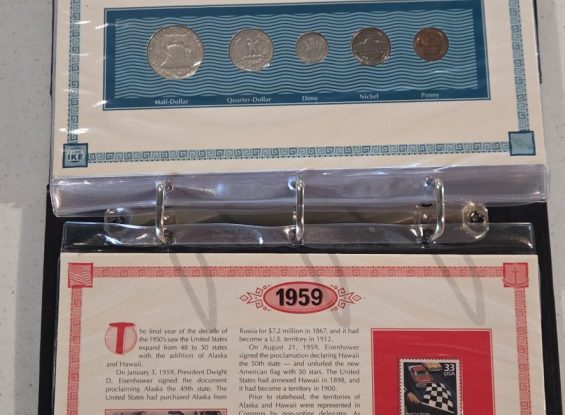 Half-Dollar Quarter-Dollar Dime Nickel Penny
IKE
1959
The final year of the decade of
the 1950's saw the United States
expand from 48 to 50 states
with the addition of Alaska
and Hawaii.
On January 3, 1959, President Dwight
D. Eisenhower signed the document
proclaiming Alaska the 49th state. The
United States had purchased Alaska from
Russia for $7.2 million in 1867, and it had
become a U.S. territory in 1912.
On August 21, 1959, Eisenhower
signed the proclamation declaring Hawaii
the 50th state — and unfurled the new
American flag with 50 stars. The United
States had annexed Hawaii in 1898, and
it had become a territory in 1900.
Prior to statehood, the territories of
Alaska and Hawaii were represented in
Congress by non-voting delegates. As
33
USA